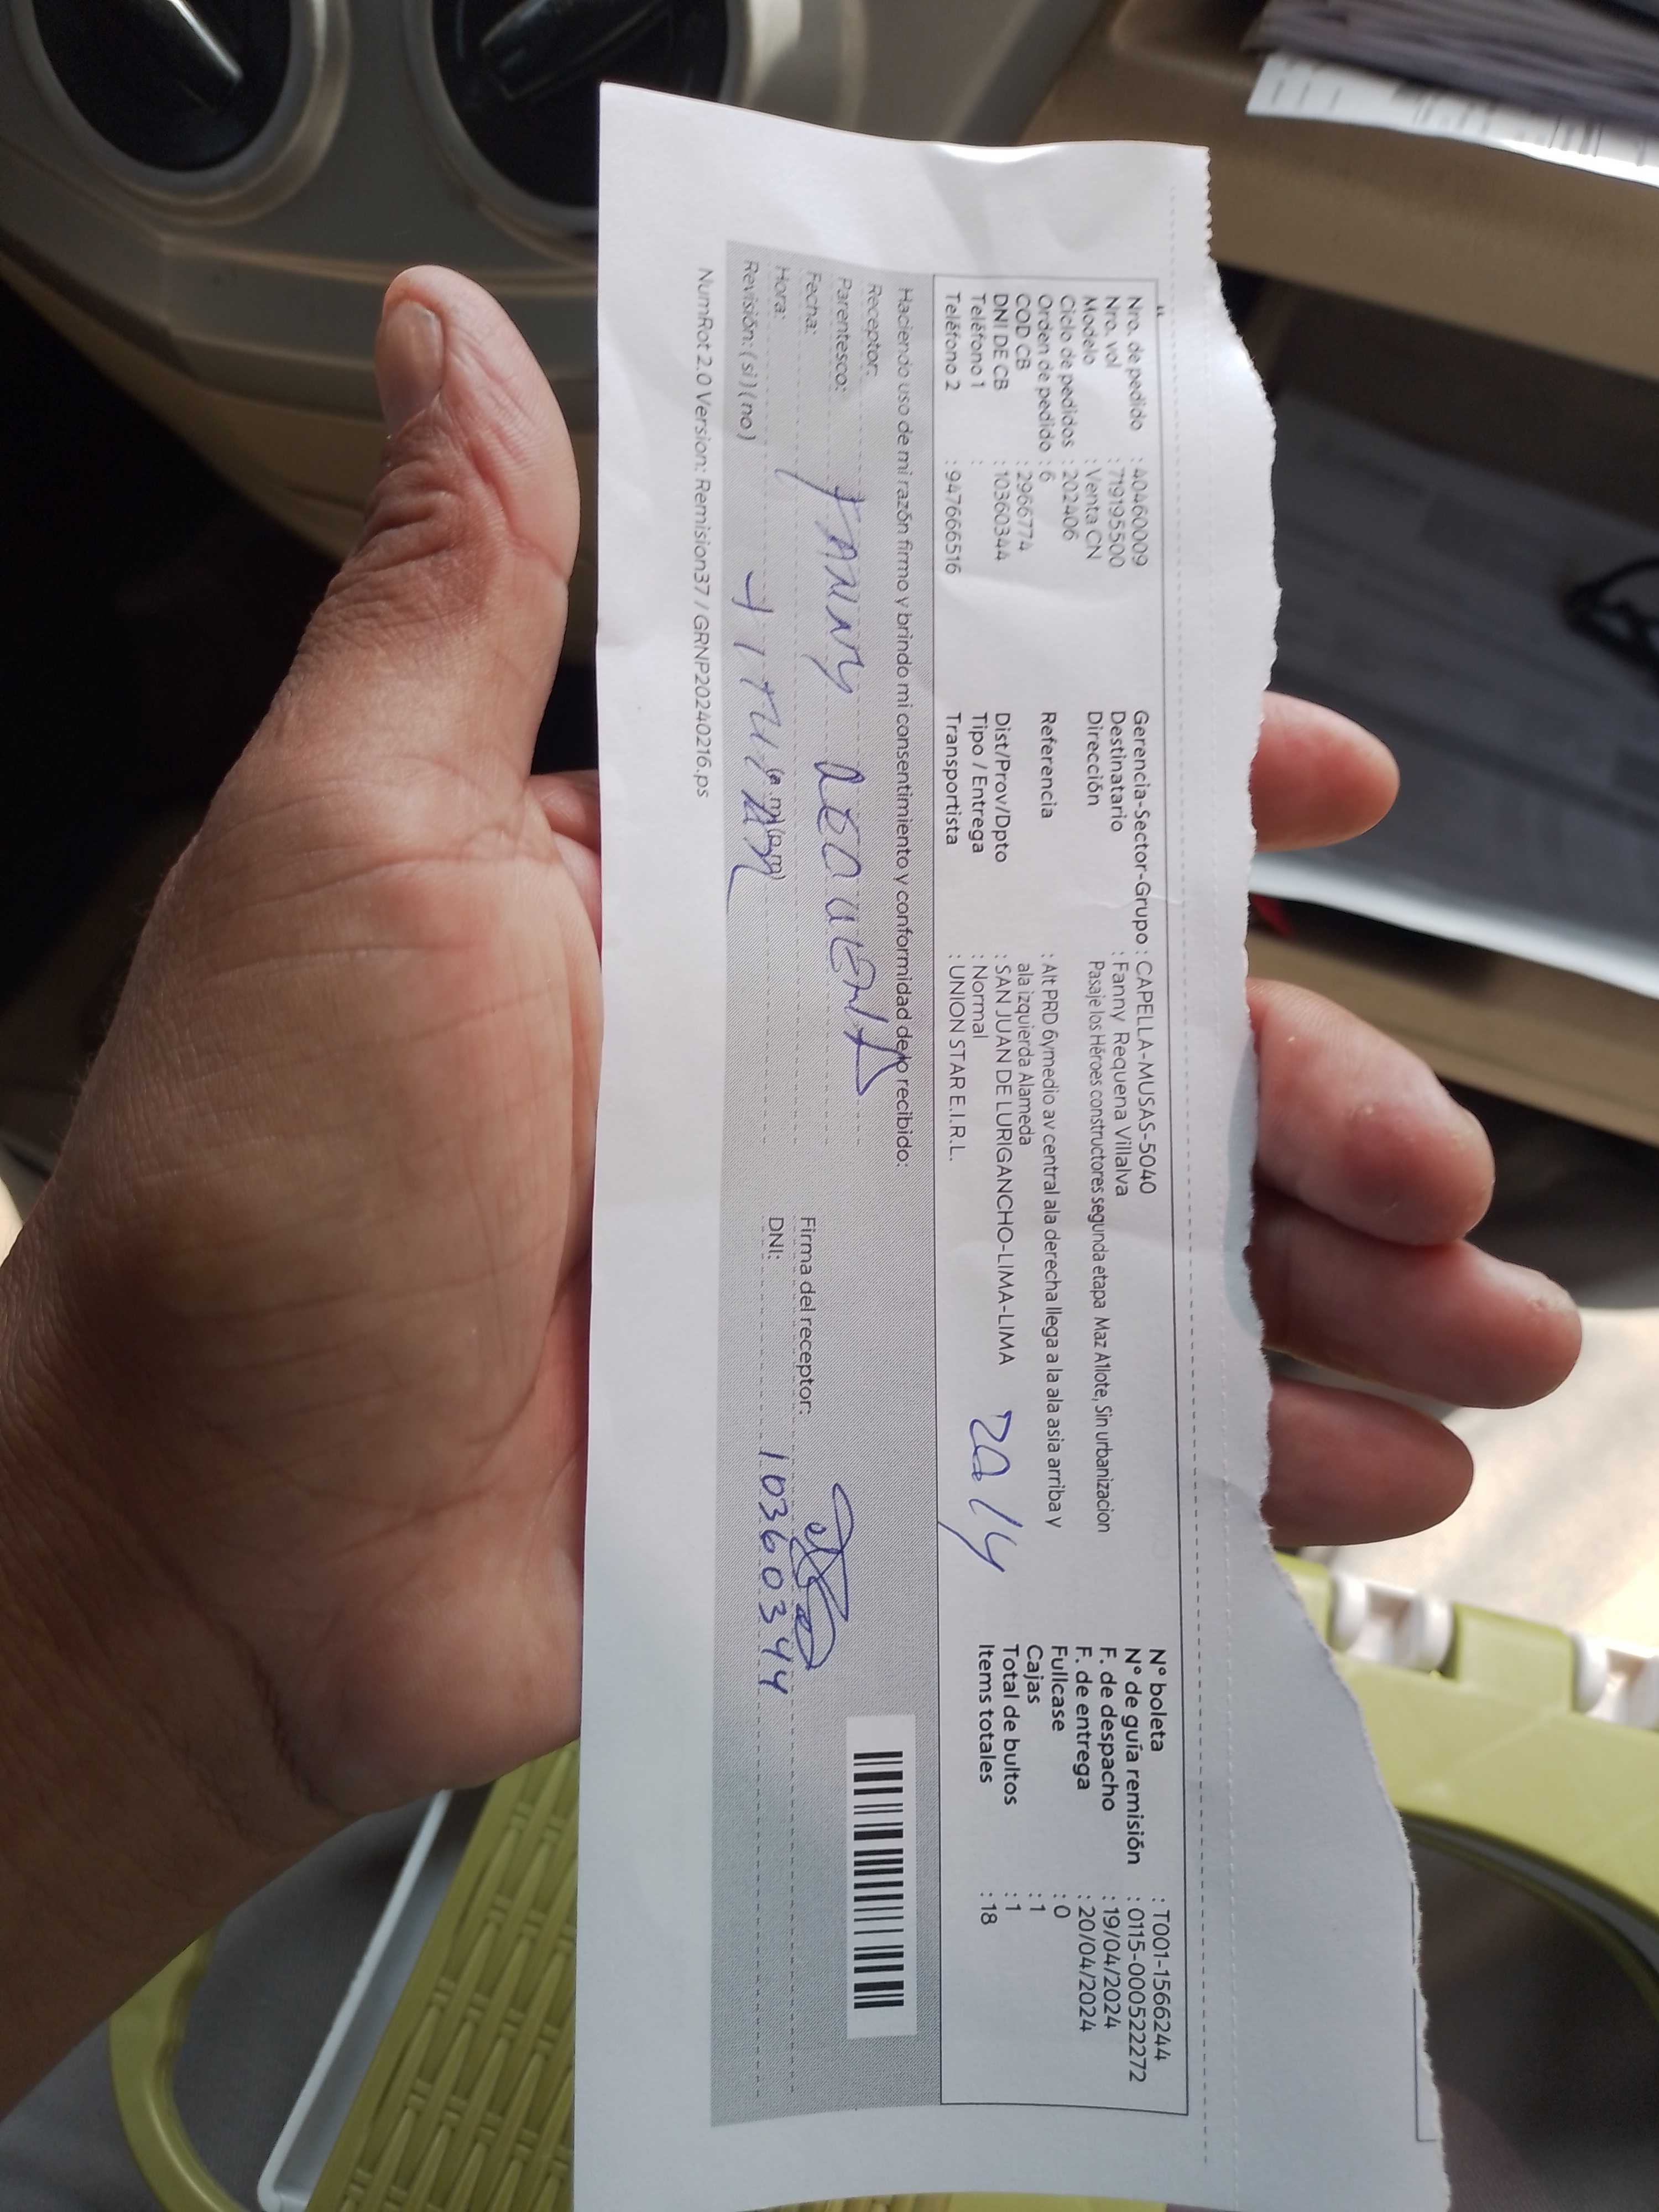 Nro. de pedido : 40460009
Nro. vol : 719195500
Modelo : Venta CN
Ciclo de pedidos : 202406
Orden de pedido : 6
COD CB : 2966774
DNI DE CB : 10360344
Teléfono 1 :
Teléfono 2 : 947666516
Gerencia-Sector-Grupo : CAPELLA-MUSAS-5040
Destinatario : Fanny Requena Villalva
Dirección Pasaje los Héroes constructores segunda etapa Maz A1lote, Sin urbanizacion
Referencia : Alt PRD 6ymedio av central ala derecha llega a la ala asia arriba y
ala izquierda Alameda
Dist/Prov/Dpto : SAN JUAN DE LURIGANCHO-LIMA-LIMA
Tipo / Entrega : Normal
Transportista : UNION STAR E.I.R.L.
N° boleta : T001-1566244
N° de guía remisión : 0115-000522272
F. de despacho : 19/04/2024
F. de entrega : 20/04/2024
Fullcase : 0
Cajas : 1
Total de bultos : 1
Items totales : 18
Haciendo uso de mi razón firmo y brindo mi consentimiento y conformidad de lo recibido:
Receptor:
Parentesco:
Fecha:
Hora: (a.m) (p.m)
Revisión: (si) (no)
Firma del receptor:
DNI: 10360344
NumRot 2.0 Version: Remision37 / GRNP20240216.ps